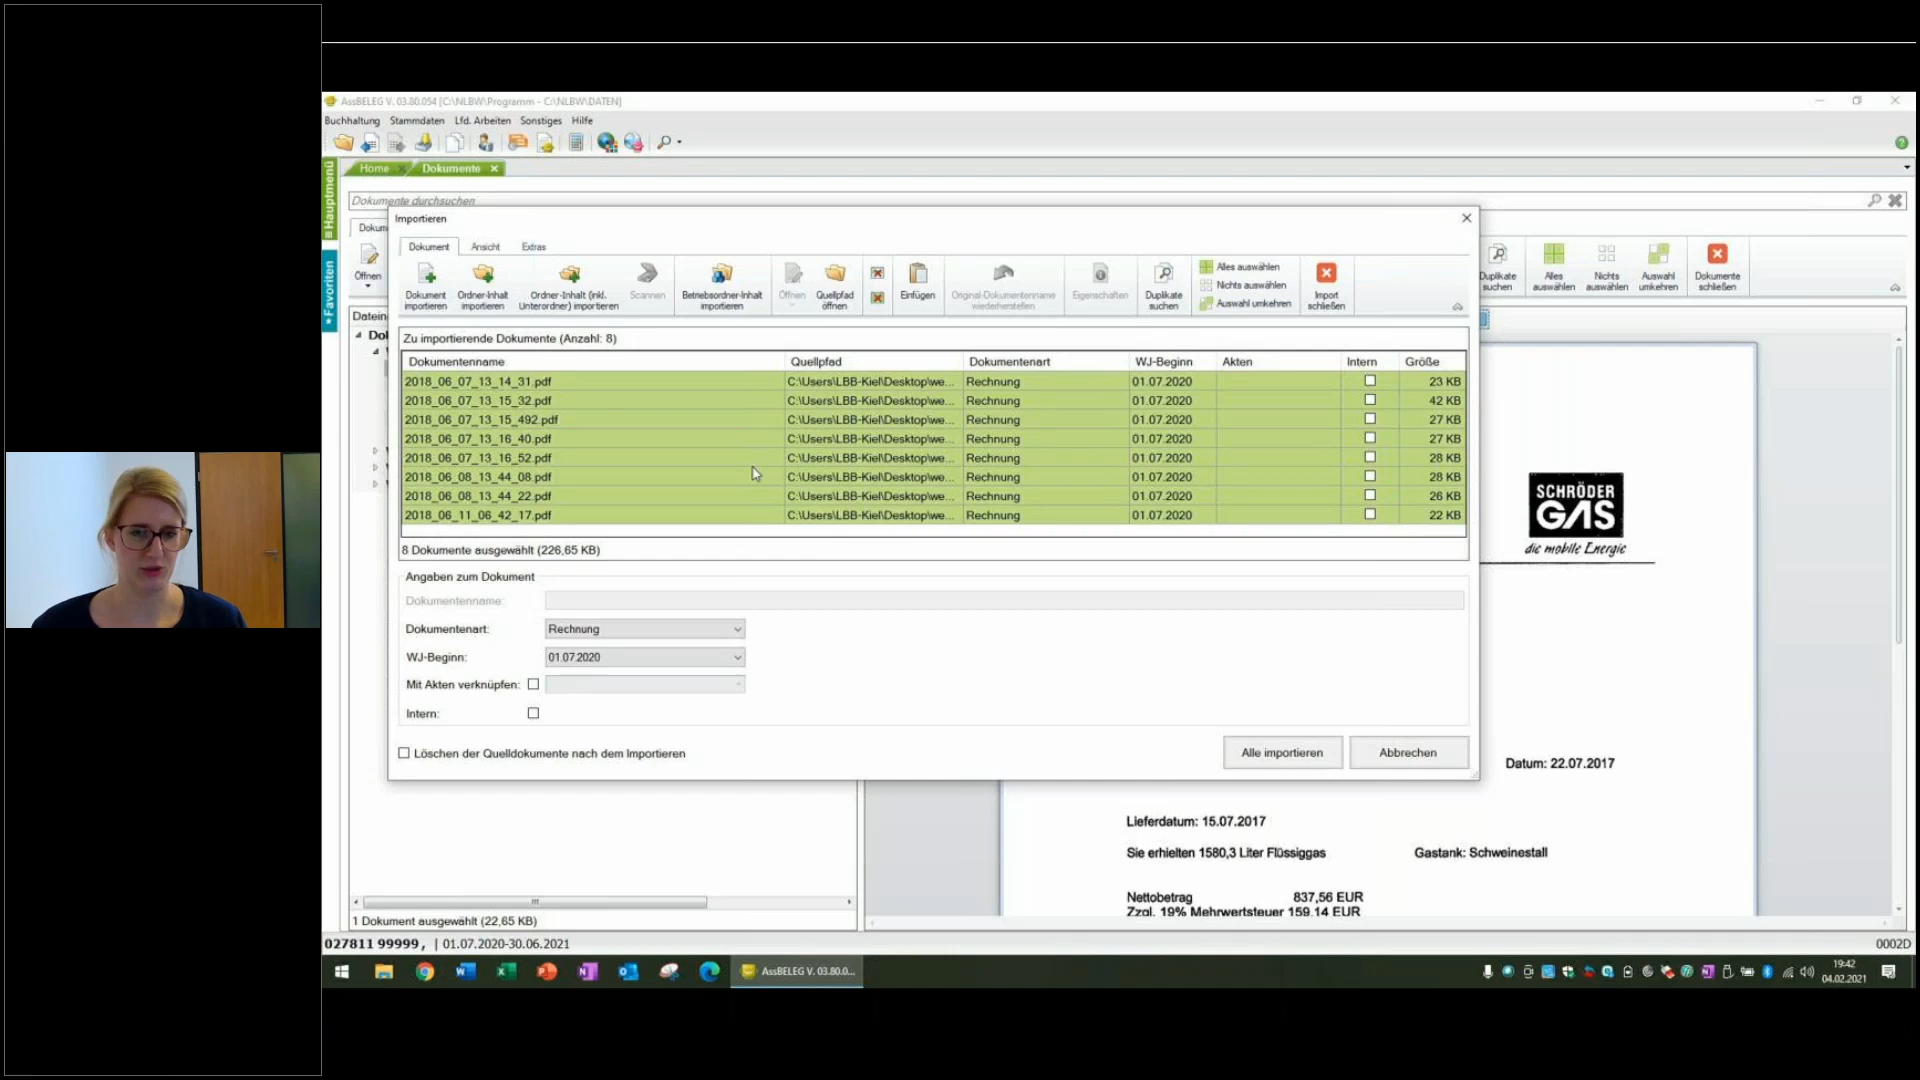 AssBELEG V. 03.80.054 [C:\NLBW\Programm - C:\NLBW\DATEN]
Buchhaltung Stammdaten Lfd. Arbeiten Sonstiges Hilfe
Home Dokumente
Hauptmenü
Favoriten
Dokumente durchsuchen
Importieren
Dokument Ansicht Extras
Öffnen
Dokument importieren
Ordner-Inhalt importieren
Ordner-Inhalt (inkl. Unterordner) importieren
Scannen
Betriebsordner-Inhalt importieren
Öffnen
Quellpfad öffnen
Einfügen
Original-Dokumentenname wiederherstellen
Eigenschaften
Duplikate suchen
Alles auswählen
Nichts auswählen
Auswahl umkehren
Import schließen
Duplikate suchen
Alles auswählen
Nichts auswählen
Auswahl umkehren
Dokumente schließen
Zu importierende Dokumente (Anzahl: 8)
Dokumentenname Quellpfad Dokumentenart WJ-Beginn Akten Intern Größe
2018_06_07_13_14_31.pdf C:\Users\LBB-Kiel\Desktop\we... Rechnung 01.07.2020 23 KB
2018_06_07_13_15_32.pdf C:\Users\LBB-Kiel\Desktop\we... Rechnung 01.07.2020 42 KB
2018_06_07_13_15_492.pdf C:\Users\LBB-Kiel\Desktop\we... Rechnung 01.07.2020 27 KB
2018_06_07_13_16_40.pdf C:\Users\LBB-Kiel\Desktop\we... Rechnung 01.07.2020 27 KB
2018_06_07_13_16_52.pdf C:\Users\LBB-Kiel\Desktop\we... Rechnung 01.07.2020 28 KB
2018_06_08_13_44_08.pdf C:\Users\LBB-Kiel\Desktop\we... Rechnung 01.07.2020 28 KB
2018_06_08_13_44_22.pdf C:\Users\LBB-Kiel\Desktop\we... Rechnung 01.07.2020 26 KB
2018_06_11_06_42_17.pdf C:\Users\LBB-Kiel\Desktop\we... Rechnung 01.07.2020 22 KB
8 Dokumente ausgewählt (226,65 KB)
Angaben zum Dokument
Dokumentenname:
Dokumentenart: Rechnung
WJ-Beginn: 01.07.2020
Mit Akten verknüpfen:
Intern:
Löschen der Quelldokumente nach dem Importieren
Alle importieren Abbrechen
SCHRÖDER
GAS
die mobile Energie
Datum: 22.07.2017
Lieferdatum: 15.07.2017
Sie erhielten 1580,3 Liter Flüssiggas Gastank: Schweinestall
Nettobetrag 837,56 EUR
Zzgl. 19% Mehrwertsteuer 159,14 EUR
1 Dokument ausgewählt (22,65 KB)
027811 99999, | 01.07.2020-30.06.2021 0002D
AssBELEG V. 03.80.0...
19:42
04.02.2021